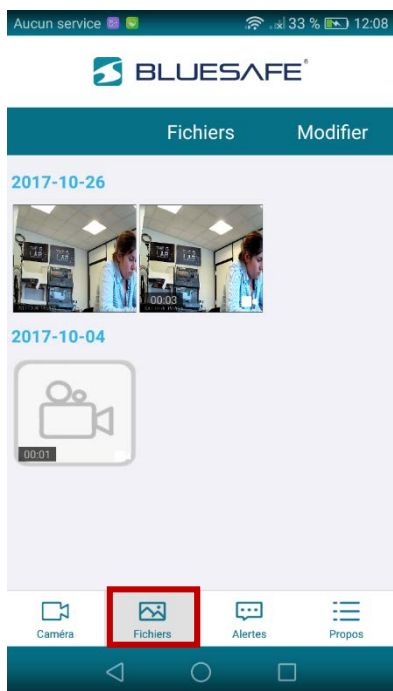 Aucun service 33 % 12:08
BLUESAFE®
Fichiers Modifier
2017-10-26
00:03
2017-10-04
00:01
Caméra Fichiers Alertes Propos